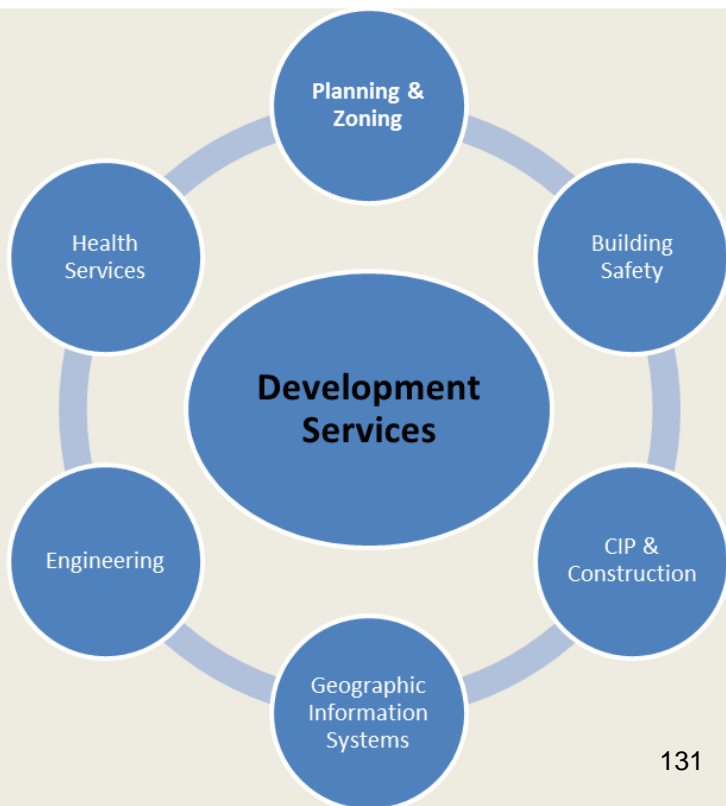 Planning &
Zoning
Health
Services
Building
Safety
Development
Services
Engineering
CIP &
Construction
Geographic
Information
Systems
131